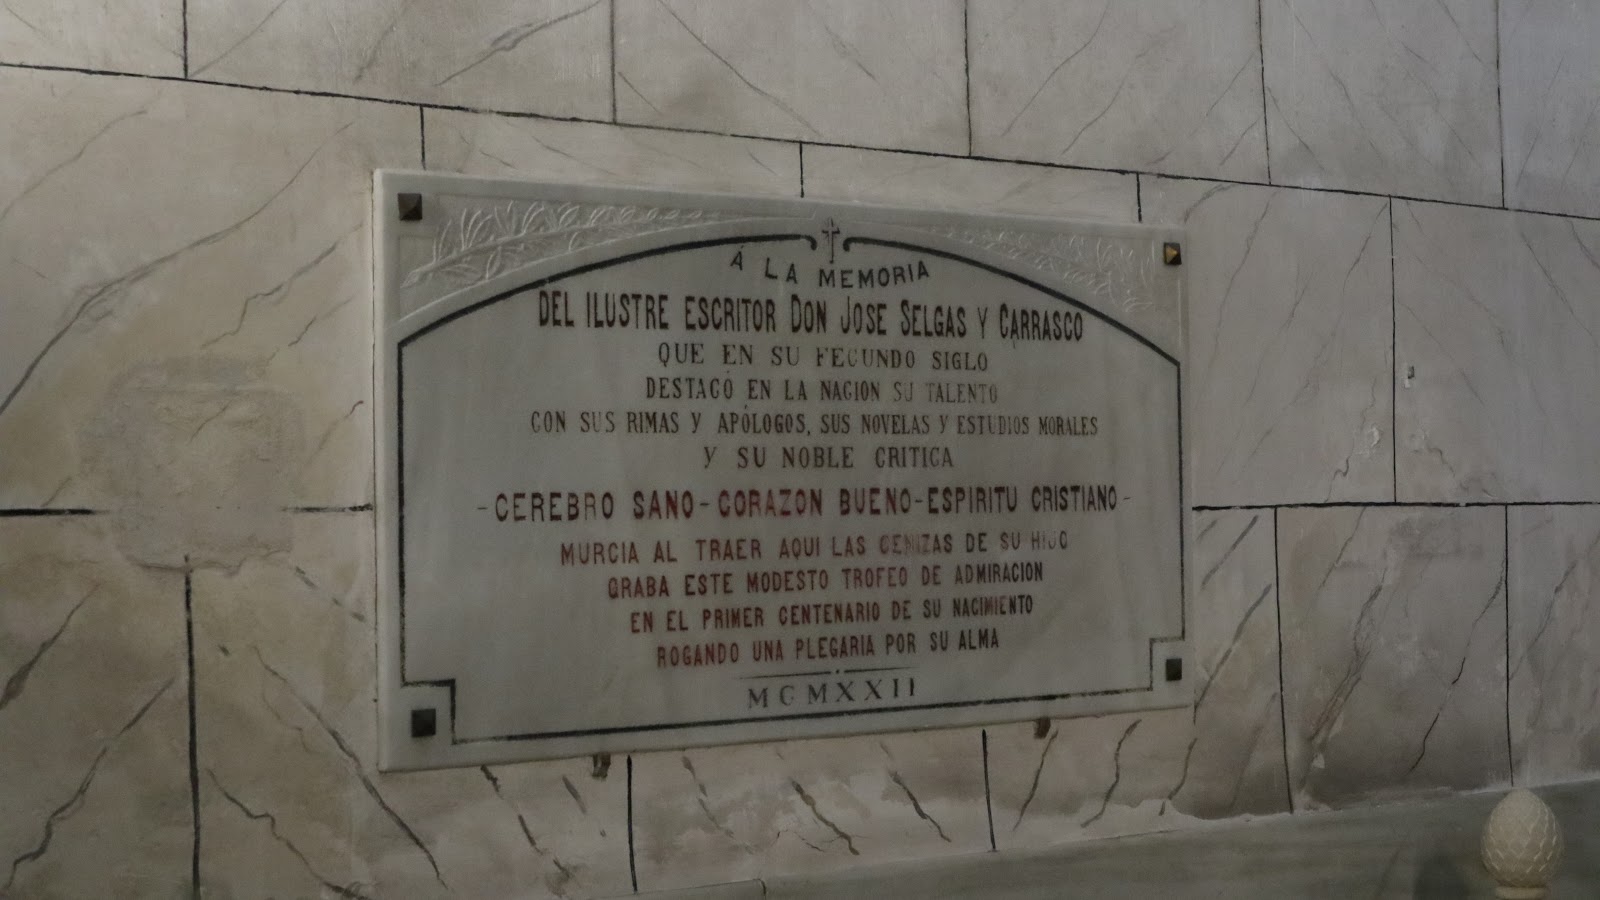 Á LA MEMORIA
DEL ILUSTRE ESCRITOR DON JOSE SELGAS Y CARRASCO
QUE EN SU FECUNDO SIGLO
DESTACÓ EN LA NACION SU TALENTO
CON SUS RIMAS Y APÓLOGOS, SUS NOVELAS Y ESTUDIOS MORALES
Y SU NOBLE CRITICA
-CEREBRO SANO-CORAZON BUENO-ESPIRITU CRISTIANO-
MURCIA AL TRAER AQUI LAS CENIZAS DE SU HIJO
GRABA ESTE MODESTO TROFEO DE ADMIRACION
EN EL PRIMER CENTENARIO DE SU NACIMIENTO
ROGANDO UNA PLEGARIA POR SU ALMA
MCMXXII